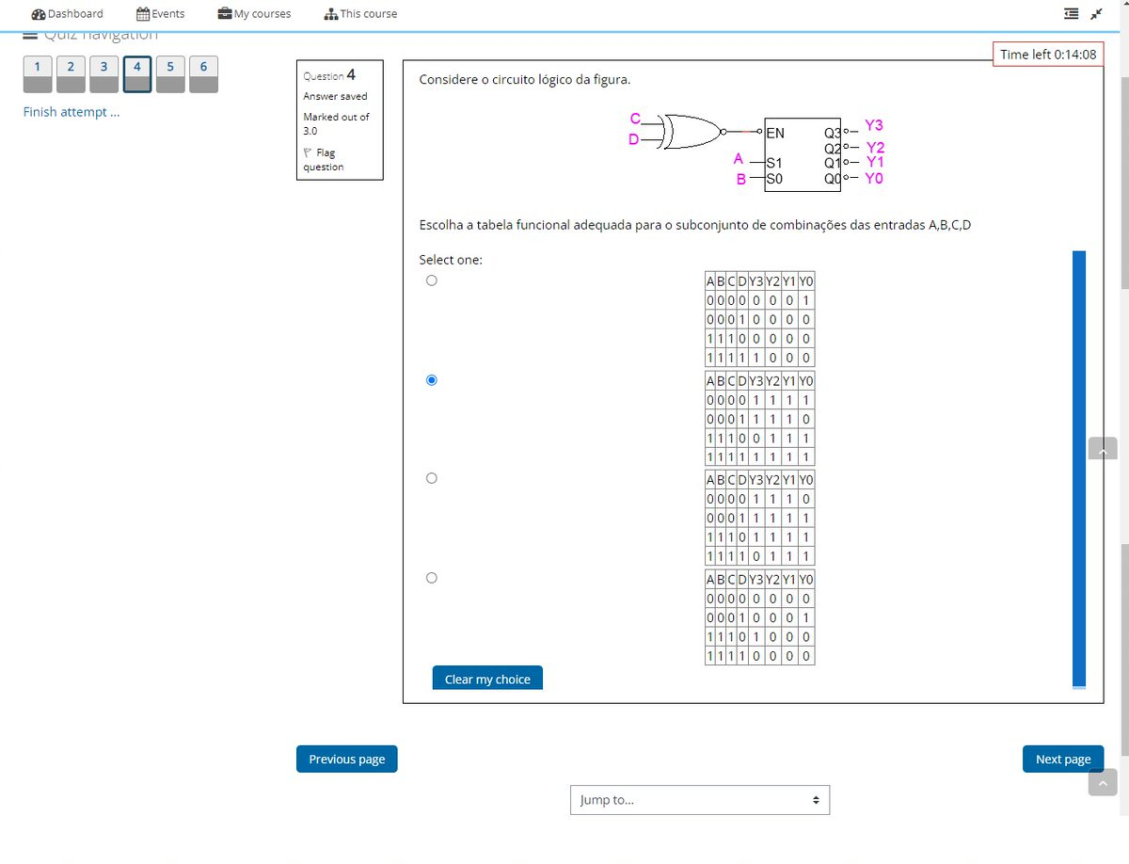 Dashboard Events My courses This course
Quiz navigation
Time left 0:14:08
1 2 3 4 5 6
Finish attempt ...
Question 4
Answer saved
Marked out of
3.0
Flag
question
Considere o circuito lógico da figura.
C
D
EN
A
S1
B
S0
Q3 Y3
Q2 Y2
Q1 Y1
Q0 Y0
Escolha a tabela funcional adequada para o subconjunto de combinações das entradas A,B,C,D
Select one:
A B C D Y3 Y2 Y1 Y0
0 0 0 0 0 0 0 1
0 0 0 1 0 0 0 0
1 1 1 0 0 0 0 0
1 1 1 1 1 0 0 0
A B C D Y3 Y2 Y1 Y0
0 0 0 0 1 1 1 1
0 0 0 1 1 1 1 0
1 1 1 0 0 1 1 1
1 1 1 1 1 1 1 1
A B C D Y3 Y2 Y1 Y0
0 0 0 0 1 1 1 0
0 0 0 1 1 1 1 1
1 1 1 0 1 1 1 1
1 1 1 1 0 1 1 1
A B C D Y3 Y2 Y1 Y0
0 0 0 0 0 0 0 0
0 0 0 1 0 0 0 1
1 1 1 0 1 0 0 0
1 1 1 1 0 0 0 0
Clear my choice
Previous page
Next page
Jump to...